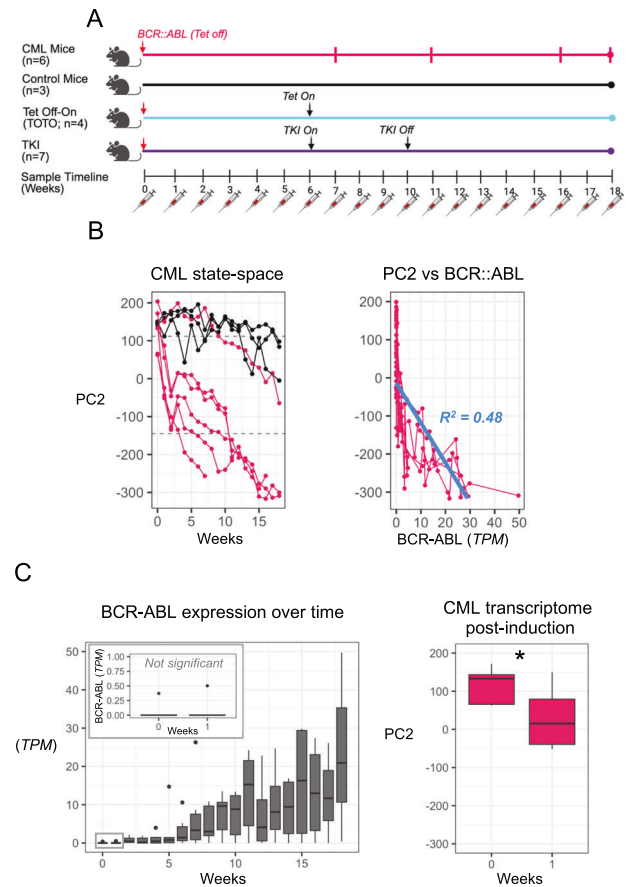 A
BCR::ABL (Tet off)
CML Mice
(n=6)
Control Mice
(n=3)
Tet On
Tet Off-On
(TOTO; n=4)
TKI On
TKI Off
TKI
(n=7)
Sample Timeline
(Weeks)
0 1 2 3 4 5 6 7 8 9 10 11 12 13 14 15 16 17 18
B
CML state-space
PC2 vs BCR::ABL
200
100
0
-100
-200
-300
PC2
0 5 10 15
Weeks
200
100
0
-100
-200
-300
R² = 0.48
0 10 20 30 40 50
BCR-ABL (TPM)
C
BCR-ABL expression over time
CML transcriptome
post-induction
50
40
30
20
10
0
(TPM)
BCR-ABL (TPM)
1.00
0.75
0.50
0.25
0.00
Not significant
0 1
Weeks
0 5 10 15
Weeks
200
100
0
-100
-200
-300
PC2
*
0 1
Weeks